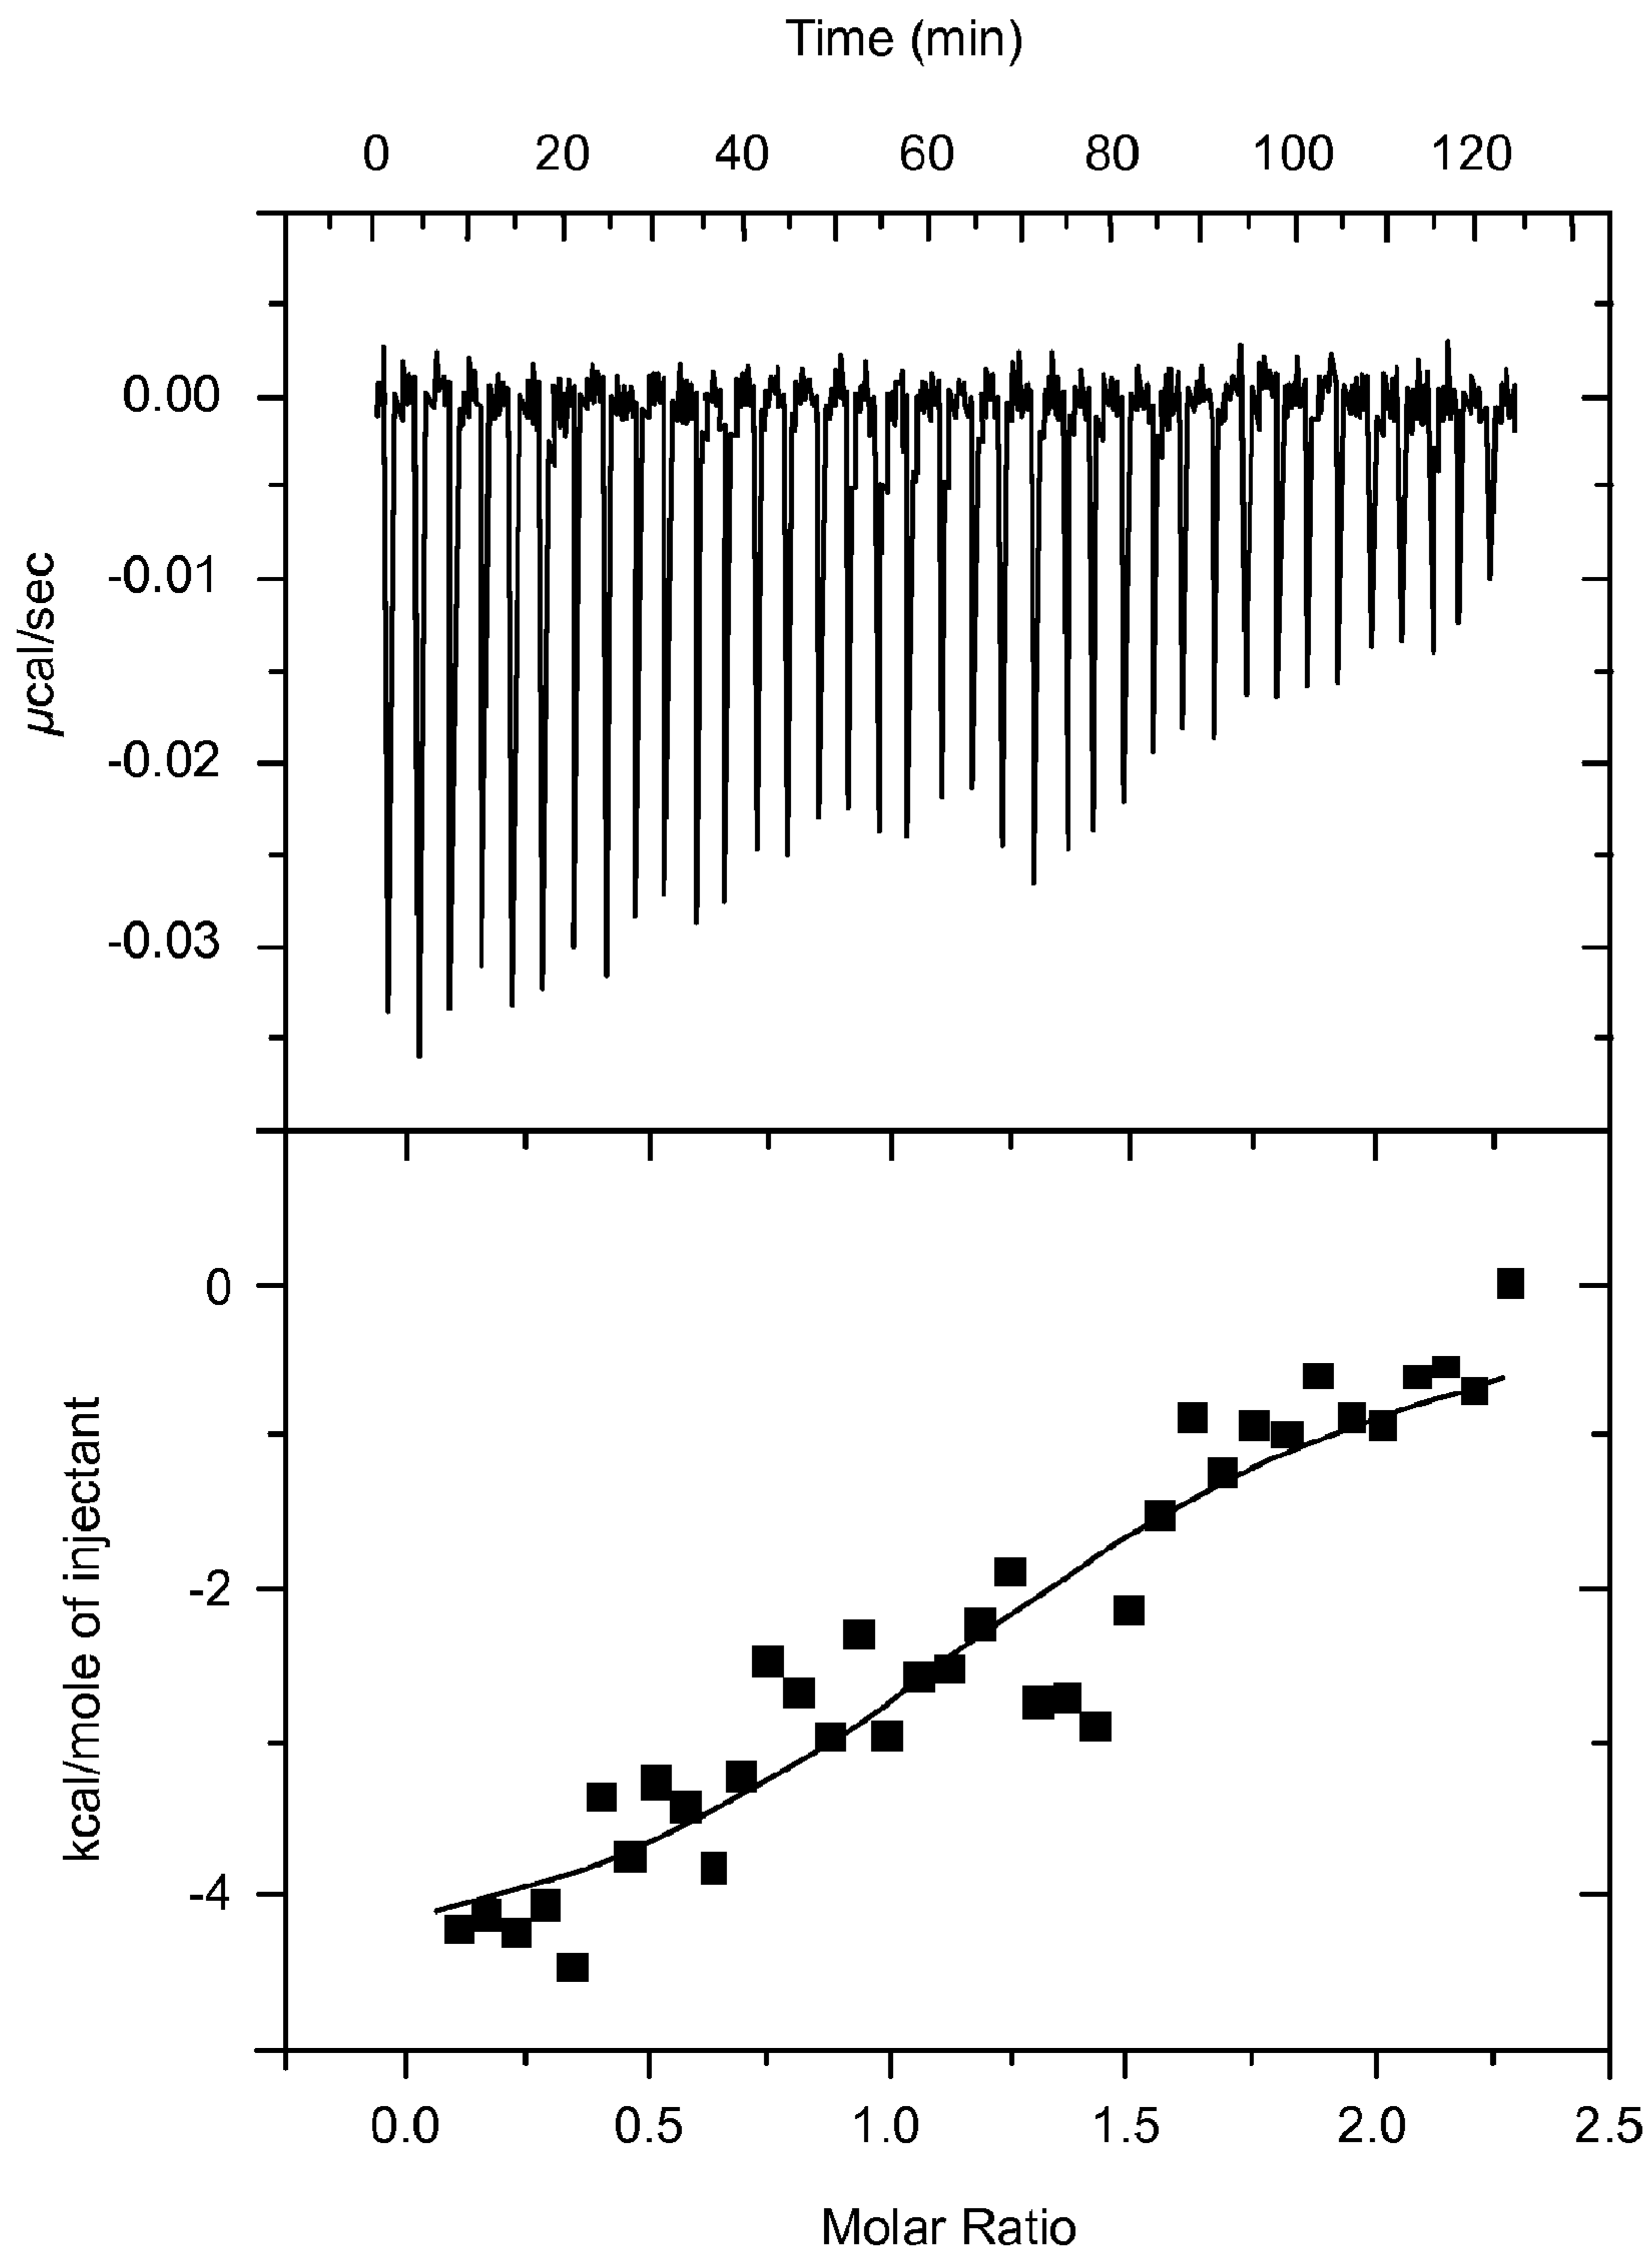 Time (min)
0 20 40 60 80 100 120
0.00
-0.01
-0.02
-0.03
µcal/sec
0
-2
-4
kcal/mole of injectant
0.0 0.5 1.0 1.5 2.0 2.5
Molar Ratio